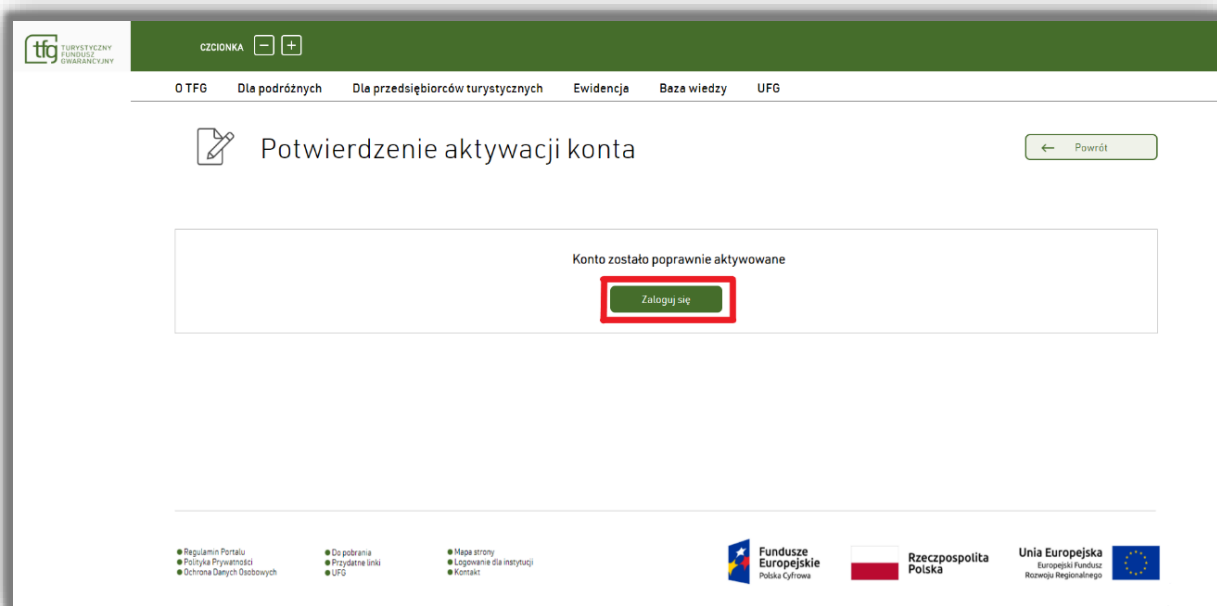 tfg TURYSTYCZNY
FUNDUSZ
GWARANCYJNY
CZCIONKA − +
O TFG Dla podróżnych Dla przedsiębiorców turystycznych Ewidencja Baza wiedzy UFG
Potwierdzenie aktywacji konta
← Powrót
Konto zostało poprawnie aktywowane
Zaloguj się
Regulamin Portalu
Polityka Prywatności
Ochrona Danych Osobowych
Do pobrania
Przydatne linki
UFG
Mapa strony
Logowanie dla instytucji
Kontakt
Fundusze
Europejskie
Polska Cyfrowa
Rzeczpospolita
Polska
Unia Europejska
Europejski Fundusz
Rozwoju Regionalnego